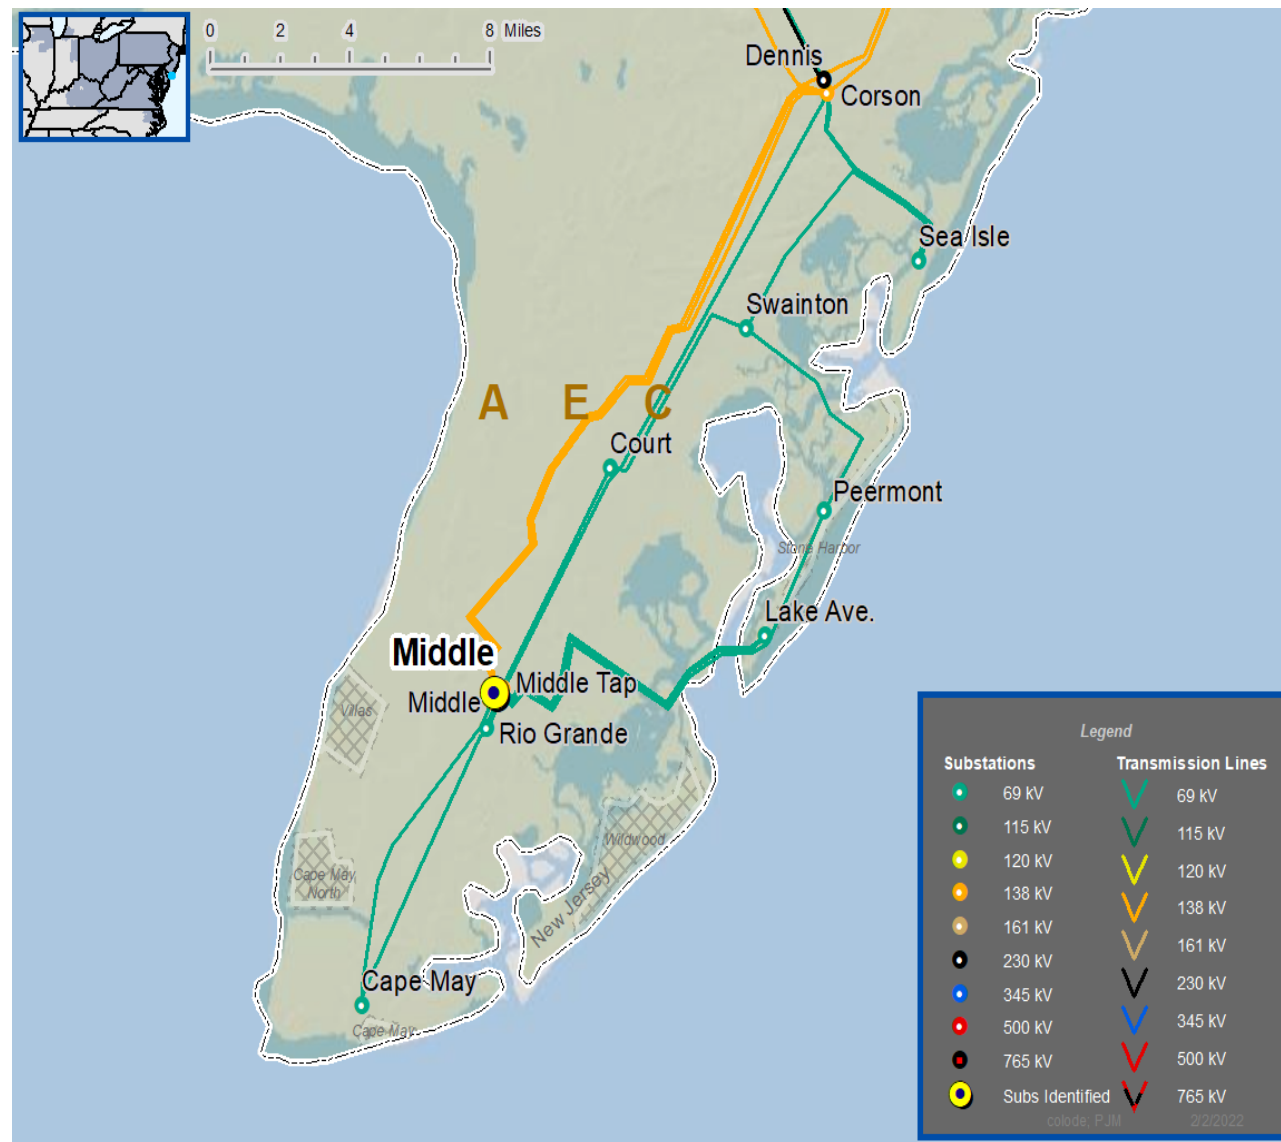 0 2 4 8 Miles
Dennis
Corson
Sea Isle
Swainton
A E C
Court
Peermont
Stone Harbor
Lake Ave.
Middle
Middle Tap
Middle
Villas
Rio Grande
Wildwood
Cape May
North
New Jersey
Cape May
Cape May
Legend
Substations Transmission Lines
69 kV 69 kV
115 kV 115 kV
120 kV 120 kV
138 kV 138 kV
161 kV 161 kV
230 kV 230 kV
345 kV 345 kV
500 kV 500 kV
765 kV
Subs Identified 765 kV
colode; PJM 2/2/2022